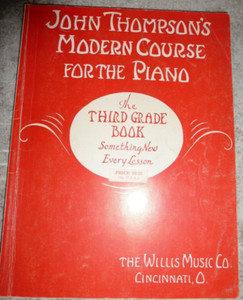 JOHN THOMPSON'S
MODERN COURSE
FOR THE PIANO
The
THIRD GRADE
BOOK
Something New
Every Lesson
THE WILLIS MUSIC CO.
CINCINNATI, O.